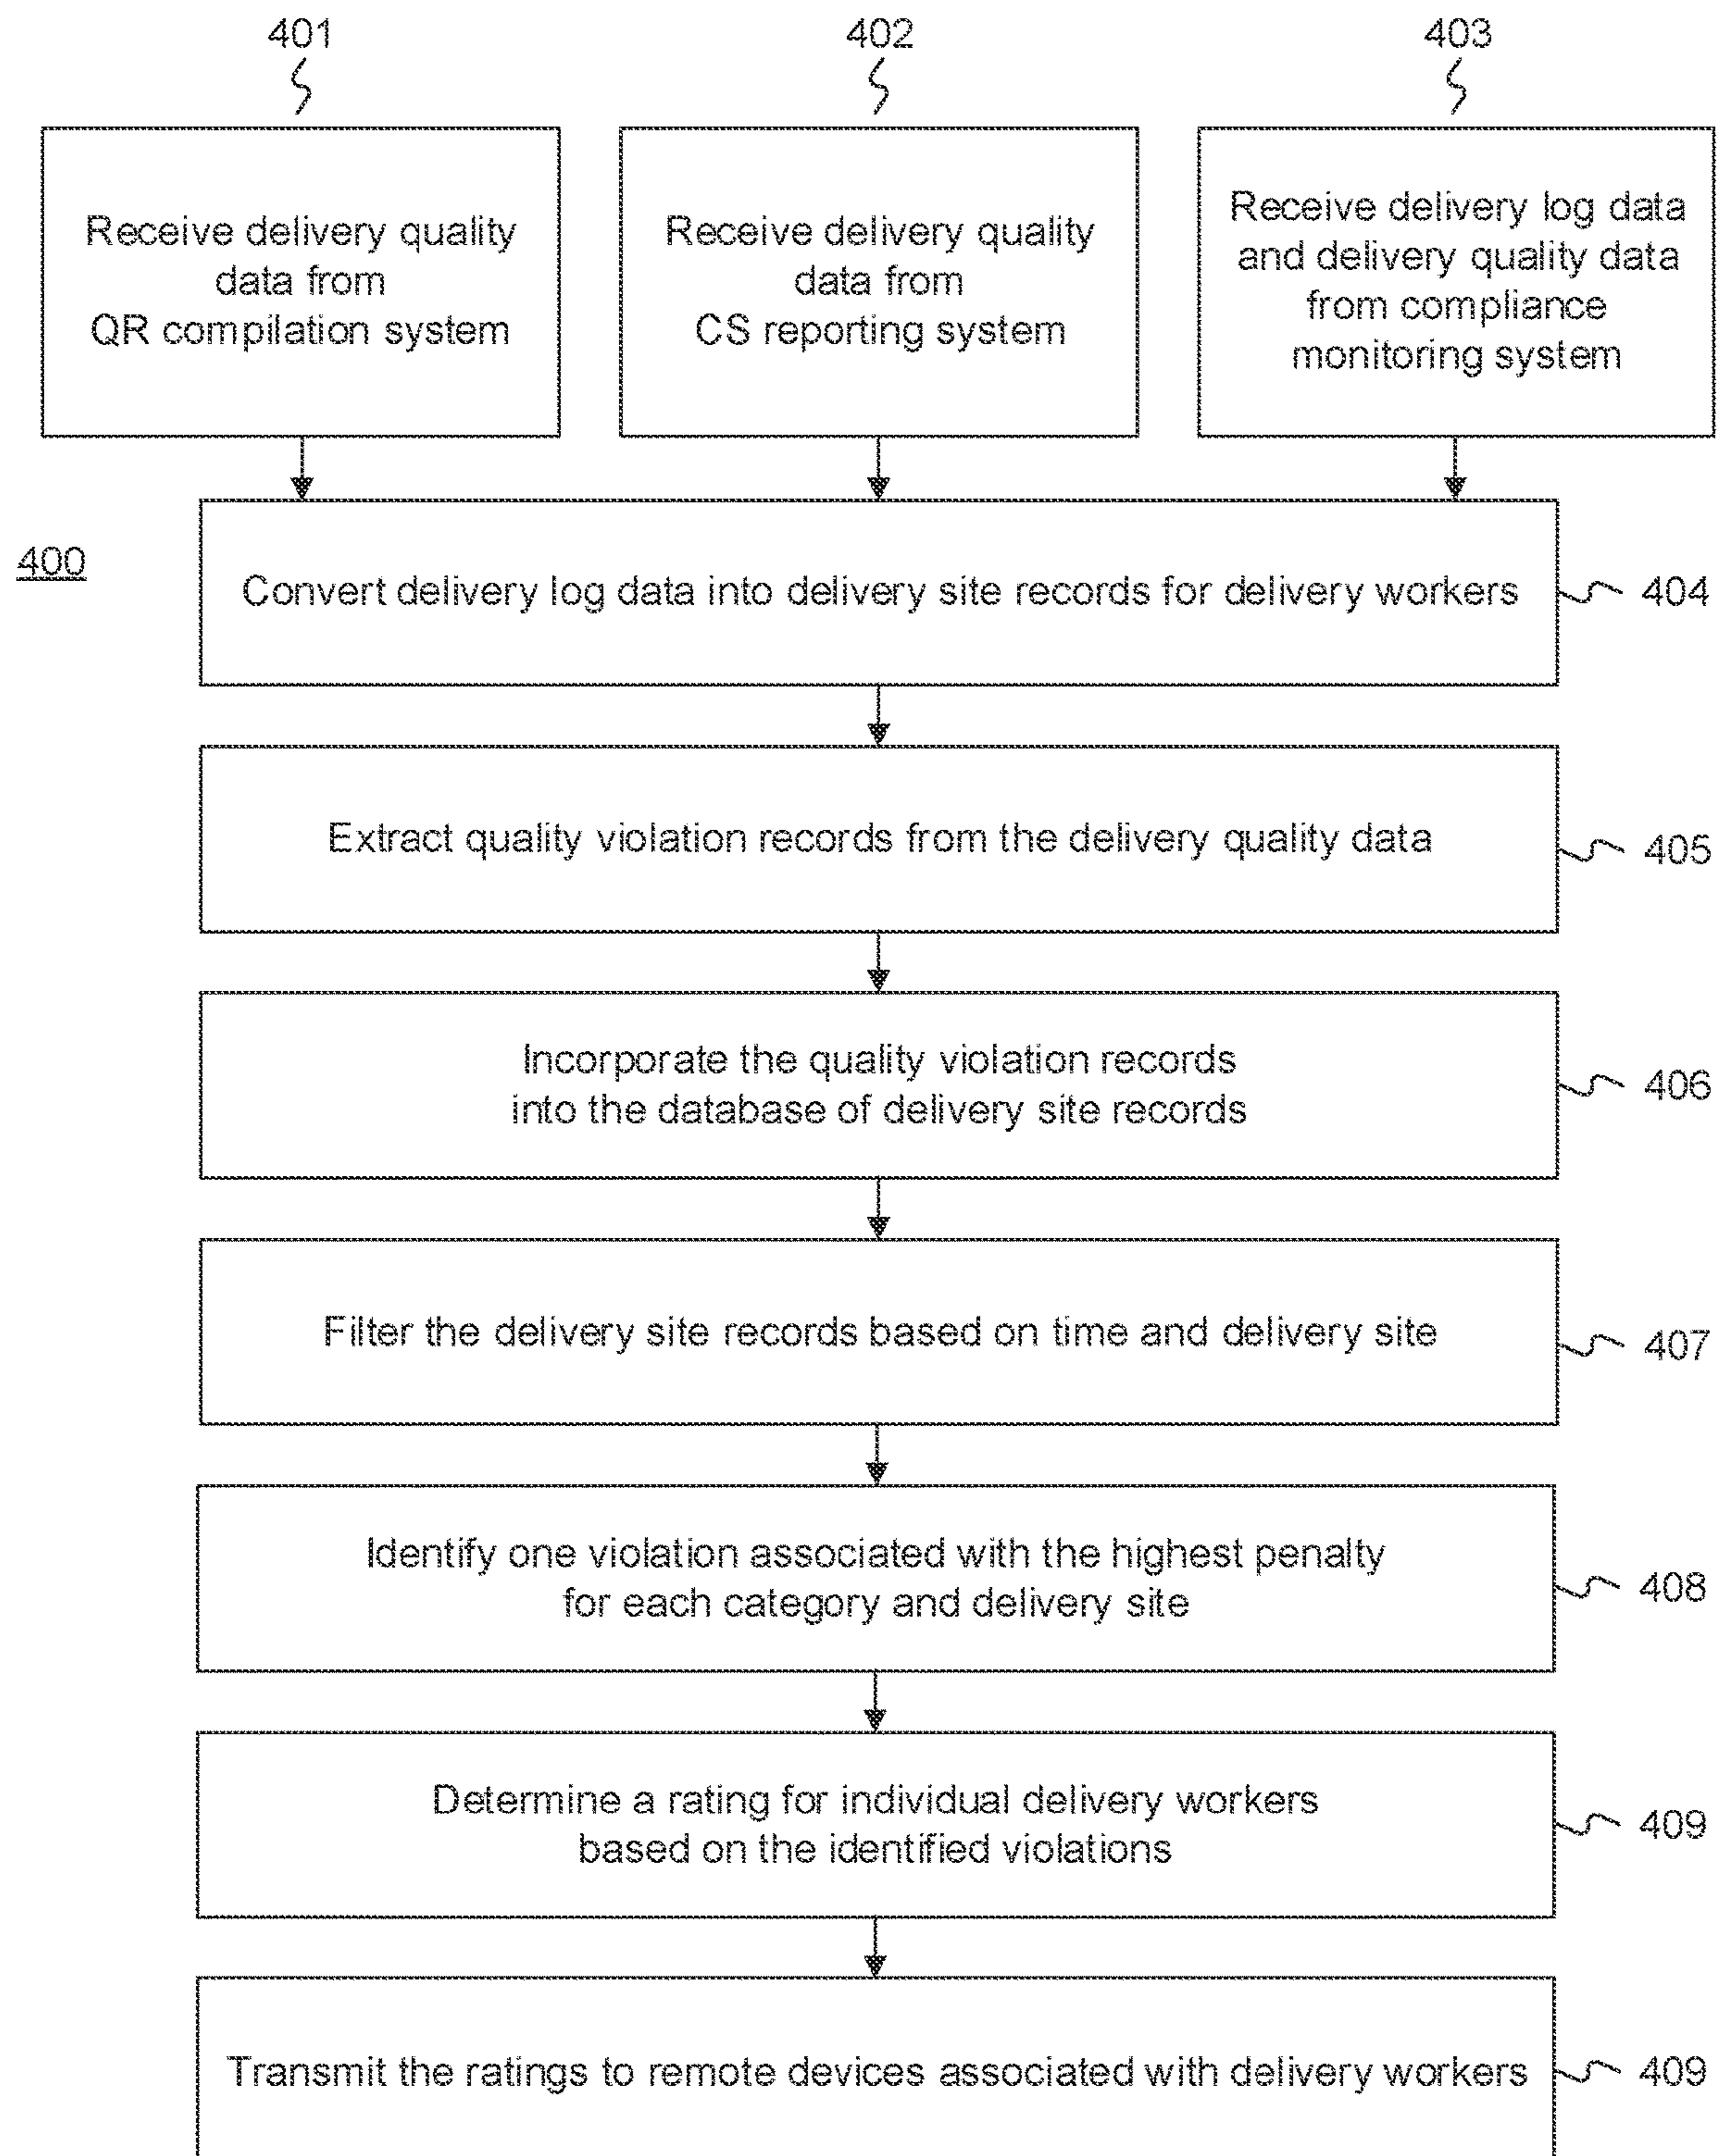 401
402
403
Receive delivery quality
data from
QR compilation system
Receive delivery quality
data from
CS reporting system
Receive delivery log data
and delivery quality data
from compliance
monitoring system
400
Convert delivery log data into delivery site records for delivery workers
404
Extract quality violation records from the delivery quality data
405
Incorporate the quality violation records
into the database of delivery site records
406
Filter the delivery site records based on time and delivery site
407
Identify one violation associated with the highest penalty
for each category and delivery site
408
Determine a rating for individual delivery workers
based on the identified violations
409
Transmit the ratings to remote devices associated with delivery workers
409